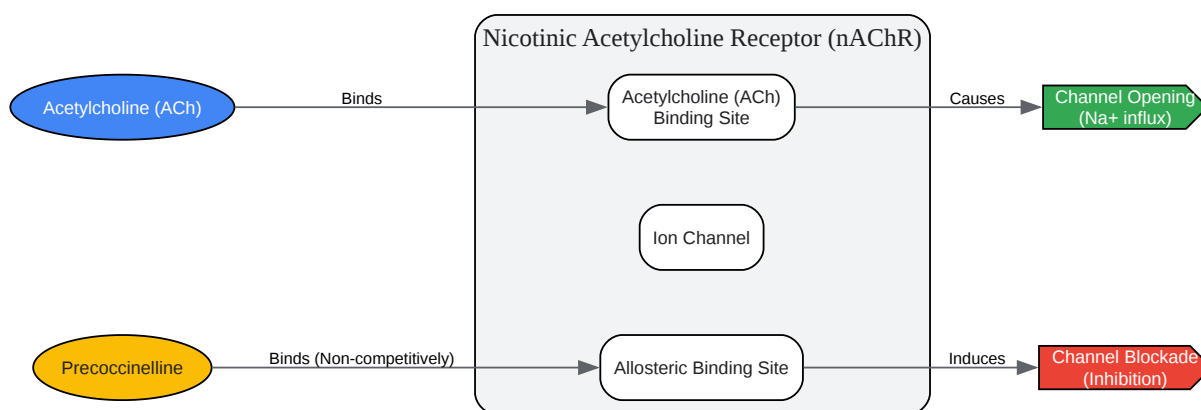 Nicotinic Acetylcholine Receptor (nAChR)
Acetylcholine (ACh)
Binds
Acetylcholine (ACh)
Binding Site
Causes
Channel Opening
(Na+ influx)
Ion Channel
Precoccinelline
Binds (Non-competitively)
Allosteric Binding Site
Induces
Channel Blockade
(Inhibition)